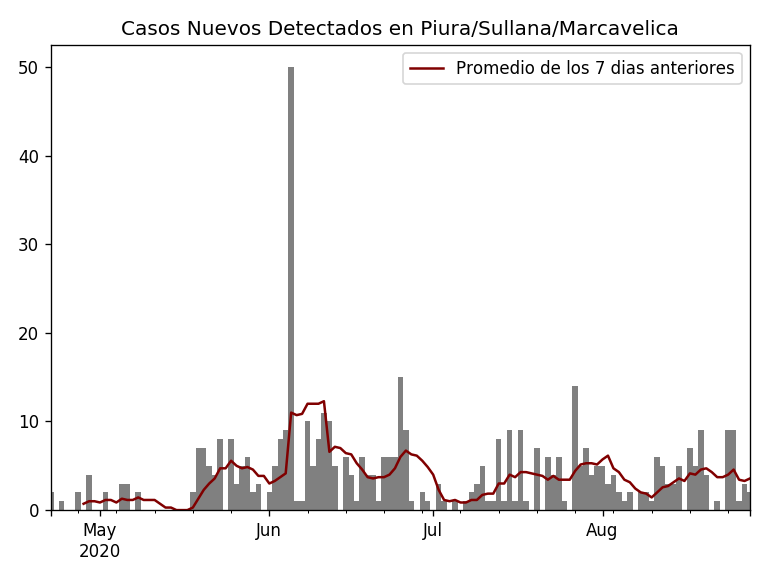 Casos Nuevos Detectados en Piura/Sullana/Marcavelica
Promedio de los 7 dias anteriores
50
40
30
20
10
0
May Jun Jul Aug
2020